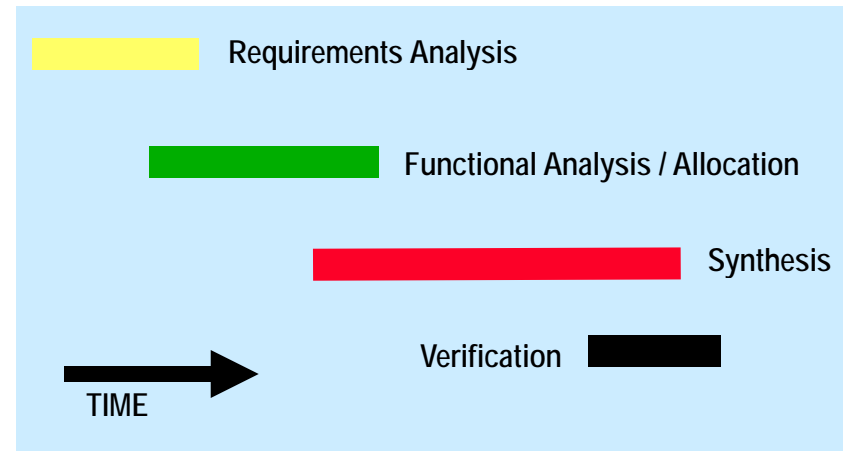 Requirements Analysis
Functional Analysis / Allocation
Synthesis
Verification
TIME